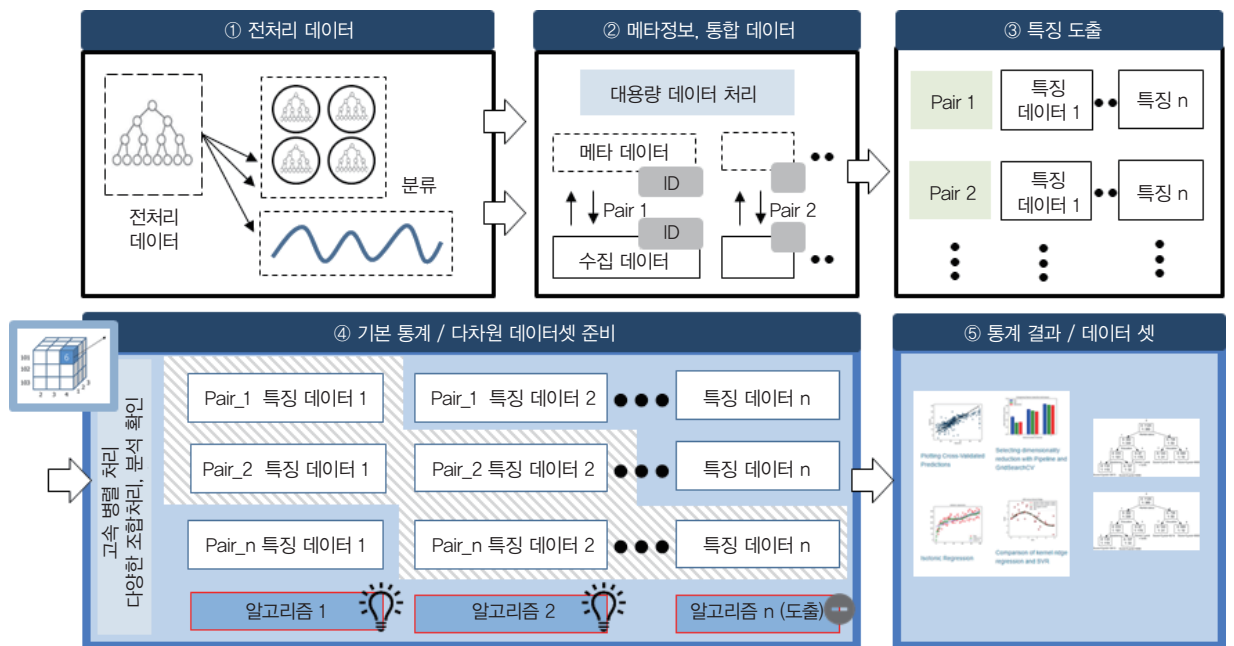 ① 전처리 데이터
전처리
데이터
분류
② 메타정보, 통합 데이터
대용량 데이터 처리
메타 데이터
ID
Pair 1
ID
수집 데이터
Pair 2
③ 특징 도출
Pair 1
특징
데이터 1
특징 n
Pair 2
특징
데이터 1
특징 n
④ 기본 통계 / 다차원 데이터셋 준비
101
102
103
6
2 3 4
1 2 3
고속 병렬 처리
다양한 조합처리, 분석 확인
Pair_1 특징 데이터 1
Pair_1 특징 데이터 2
특징 데이터 n
Pair_2 특징 데이터 1
Pair_2 특징 데이터 2
특징 데이터 n
Pair_n 특징 데이터 1
Pair_n 특징 데이터 2
특징 데이터 n
알고리즘 1
알고리즘 2
알고리즘 n (도출)
⑤ 통계 결과 / 데이터 셋
Plotting Cross-Validated
Predictions
Selecting dimensionality
reduction with Pipeline and
GridSearchCV
Isotonic Regression
Comparison of kernel ridge
regression and SVR